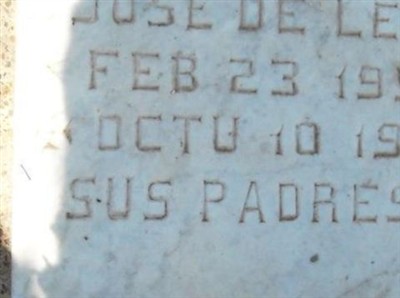 JOSE DE LE
FEB 23 19
OCTU 10 19
SUS PADRES